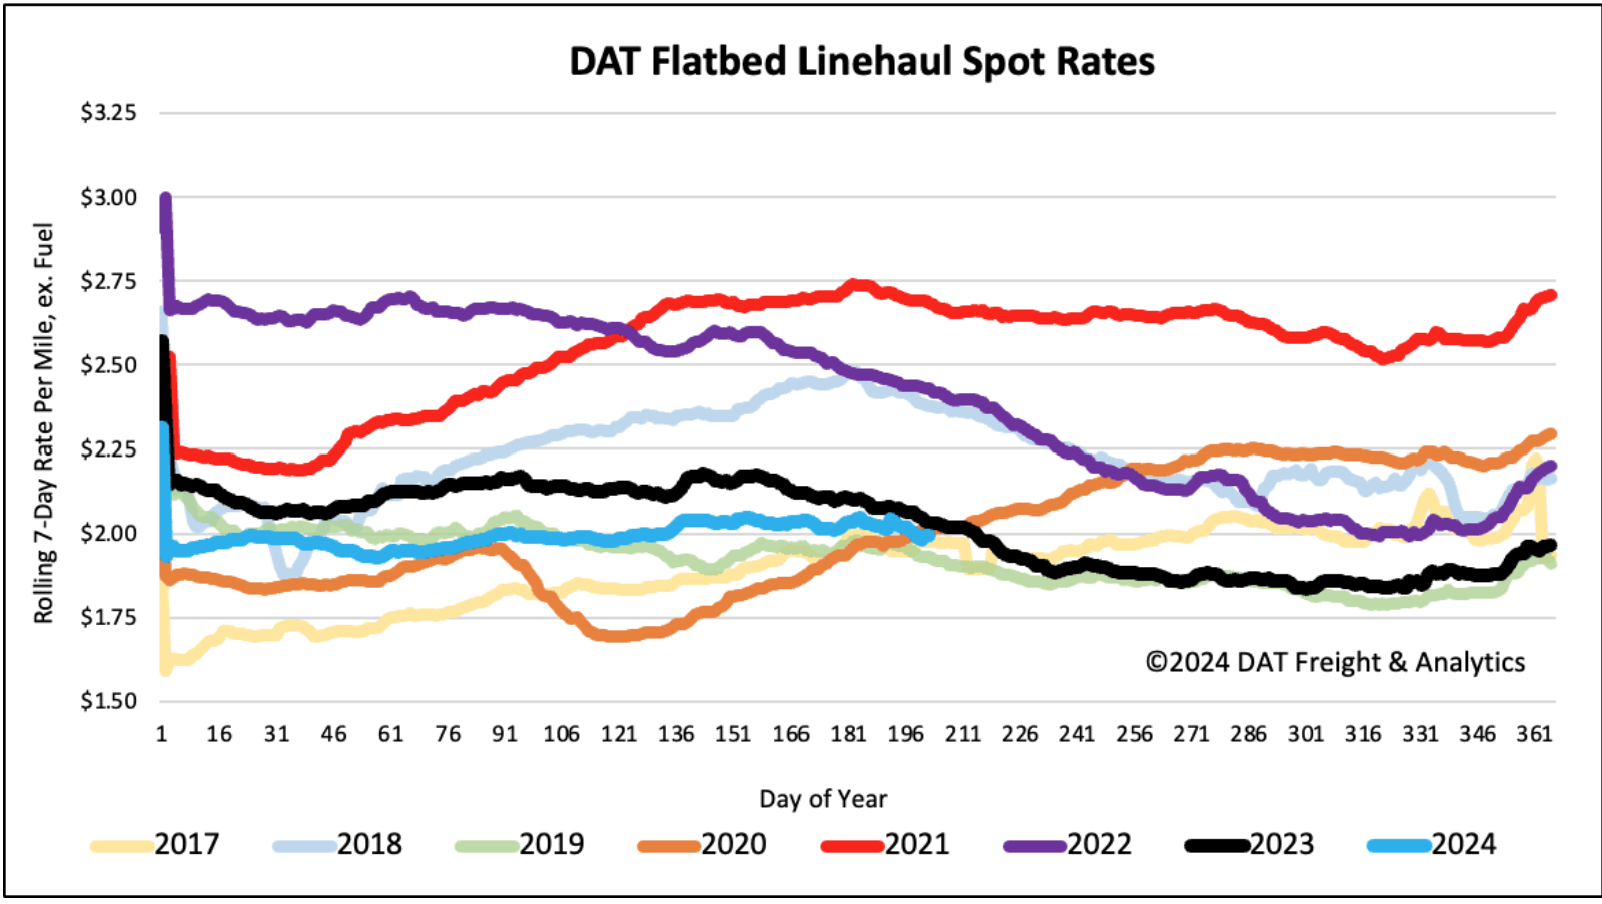 DAT Flatbed Linehaul Spot Rates
Rolling 7-Day Rate Per Mile, ex. Fuel
$3.25
$3.00
$2.75
$2.50
$2.25
$2.00
$1.75
$1.50
©2024 DAT Freight & Analytics
1 16 31 46 61 76 91 106 121 136 151 166 181 196 211 226 241 256 271 286 301 316 331 346 361
Day of Year
2017 2018 2019 2020 2021 2022 2023 2024